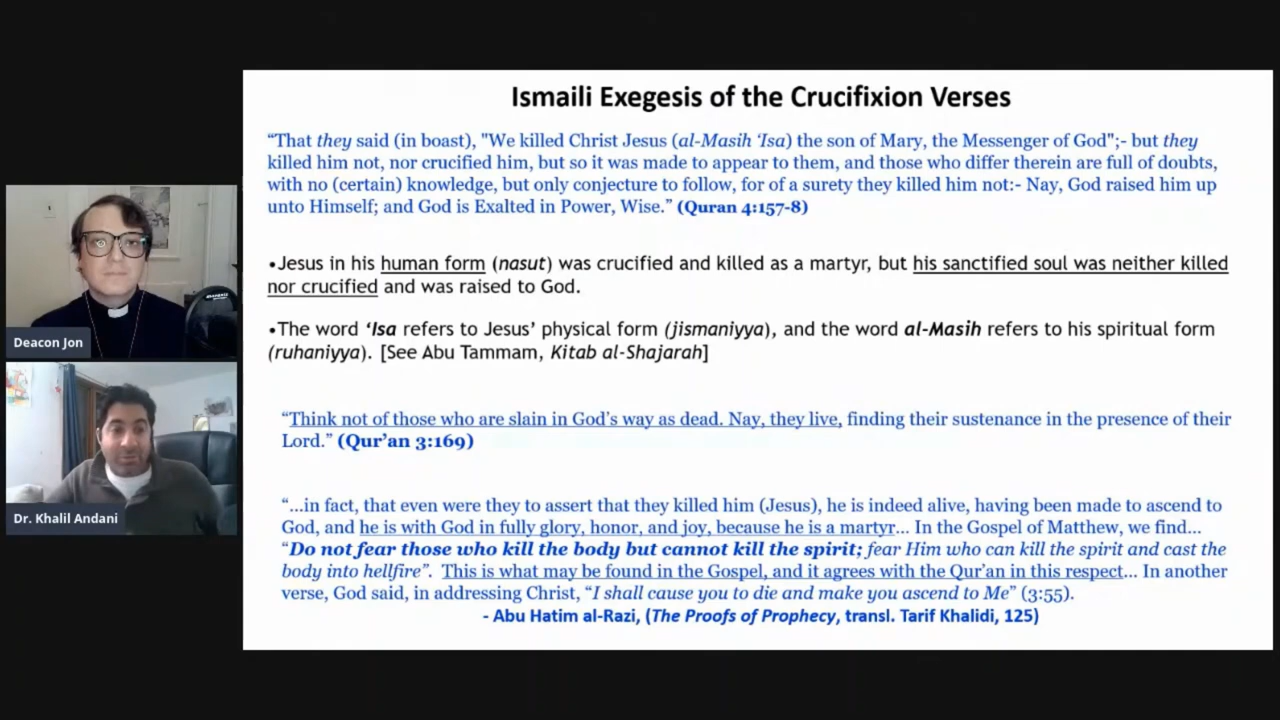 Ismaili Exegesis of the Crucifixion Verses
“That they said (in boast), "We killed Christ Jesus (al-Masih ‘Isa) the son of Mary, the Messenger of God";- but they
killed him not, nor crucified him, but so it was made to appear to them, and those who differ therein are full of doubts,
with no (certain) knowledge, but only conjecture to follow, for of a surety they killed him not:- Nay, God raised him up
unto Himself; and God is Exalted in Power, Wise.” (Quran 4:157-8)
•Jesus in his human form (nasut) was crucified and killed as a martyr, but his sanctified soul was neither killed
nor crucified and was raised to God.
•The word ‘Isa refers to Jesus’ physical form (jismaniyya), and the word al-Masih refers to his spiritual form
(ruhaniyya). [See Abu Tammam, Kitab al-Shajarah]
“Think not of those who are slain in God’s way as dead. Nay, they live, finding their sustenance in the presence of their
Lord.” (Qur’an 3:169)
“…in fact, that even were they to assert that they killed him (Jesus), he is indeed alive, having been made to ascend to
God, and he is with God in fully glory, honor, and joy, because he is a martyr… In the Gospel of Matthew, we find…
“Do not fear those who kill the body but cannot kill the spirit; fear Him who can kill the spirit and cast the
body into hellfire”. This is what may be found in the Gospel, and it agrees with the Qur’an in this respect… In another
verse, God said, in addressing Christ, “I shall cause you to die and make you ascend to Me” (3:55).
- Abu Hatim al-Razi, (The Proofs of Prophecy, transl. Tarif Khalidi, 125)
Deacon Jon
Dr. Khalil Andani